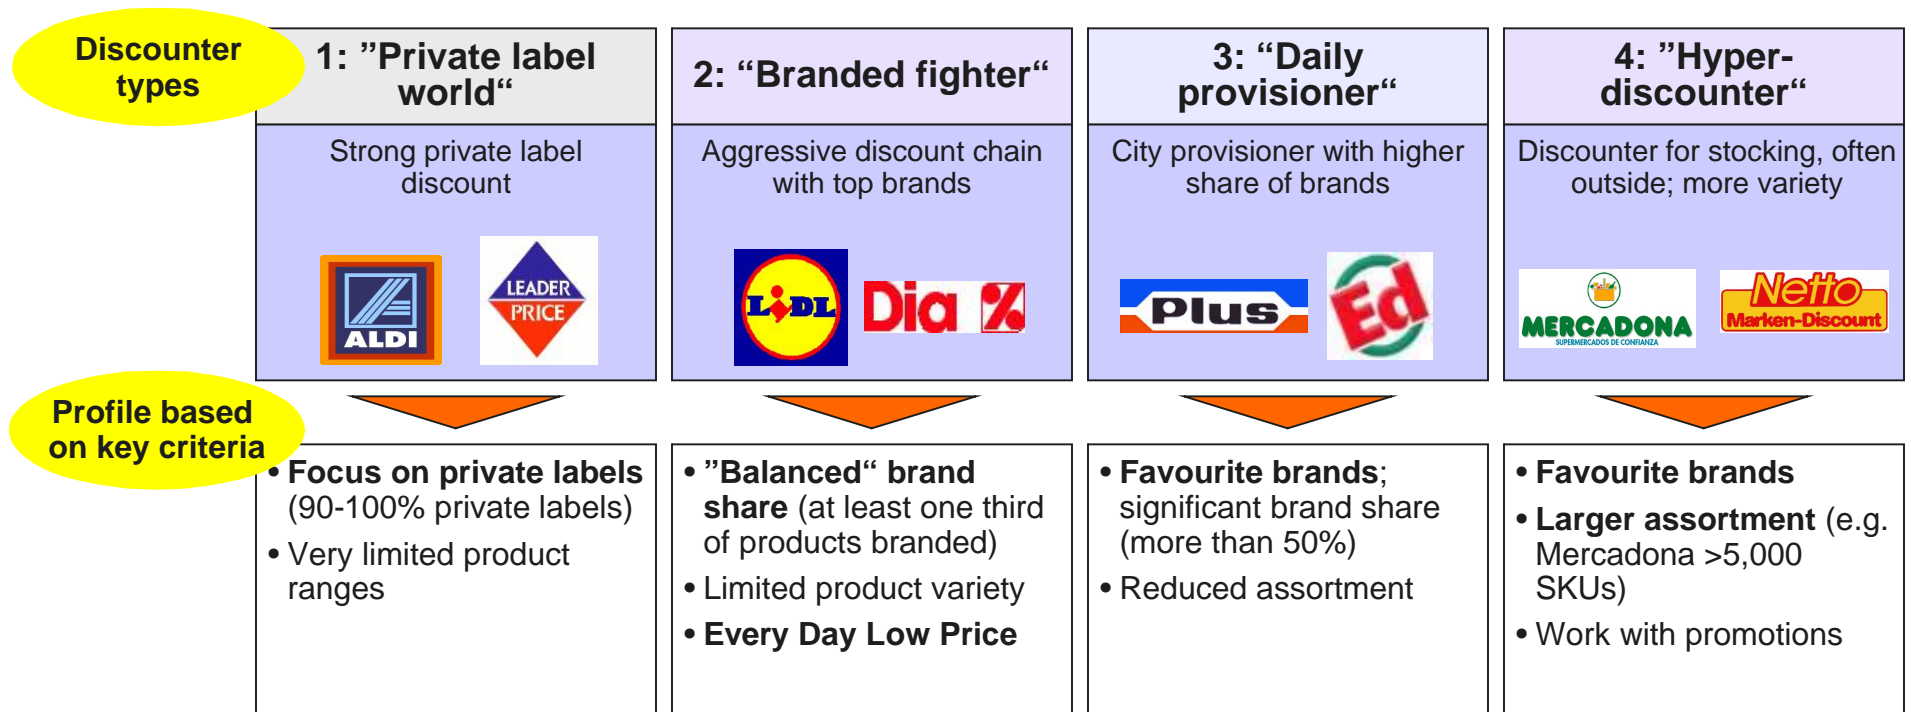 Discounter
types
1: ”Private label
world“
2: “Branded fighter“
3: “Daily
provisioner“
4: ”Hyper-
discounter“
Strong private label
discount
Aggressive discount chain
with top brands
City provisioner with higher
share of brands
Discounter for stocking, often
outside; more variety
ALDI
LEADER
PRICE
LIDL
Dia %
Plus
Ed
MERCADONA
SUPERMERCADOS DE CONFIANZA
Netto
Marken-Discount
Profile based
on key criteria
• Focus on private labels
(90-100% private labels)
• Very limited product
ranges
• ”Balanced“ brand
share (at least one third
of products branded)
• Limited product variety
• Every Day Low Price
• Favourite brands;
significant brand share
(more than 50%)
• Reduced assortment
• Favourite brands
• Larger assortment (e.g.
Mercadona >5,000
SKUs)
• Work with promotions